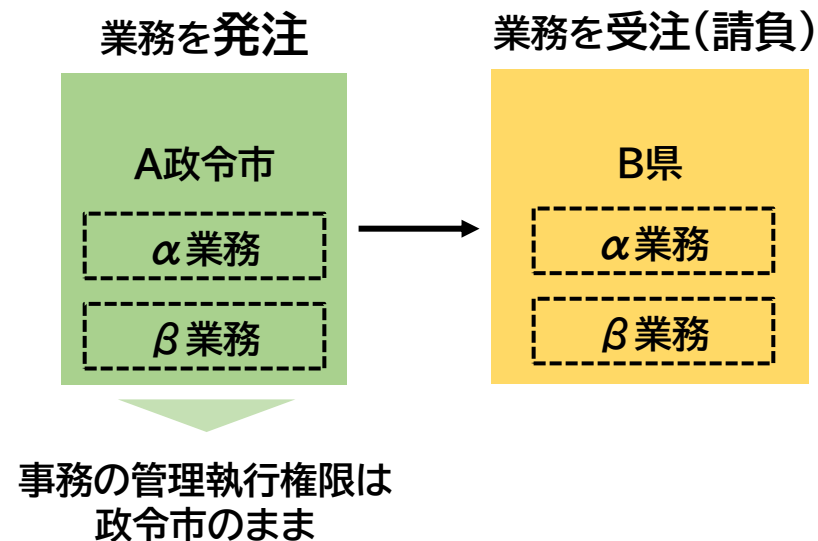 業務を発注
業務を受注（請負）
A政令市
α業務
β業務
B県
α業務
β業務
事務の管理執行権限は
政令市のまま